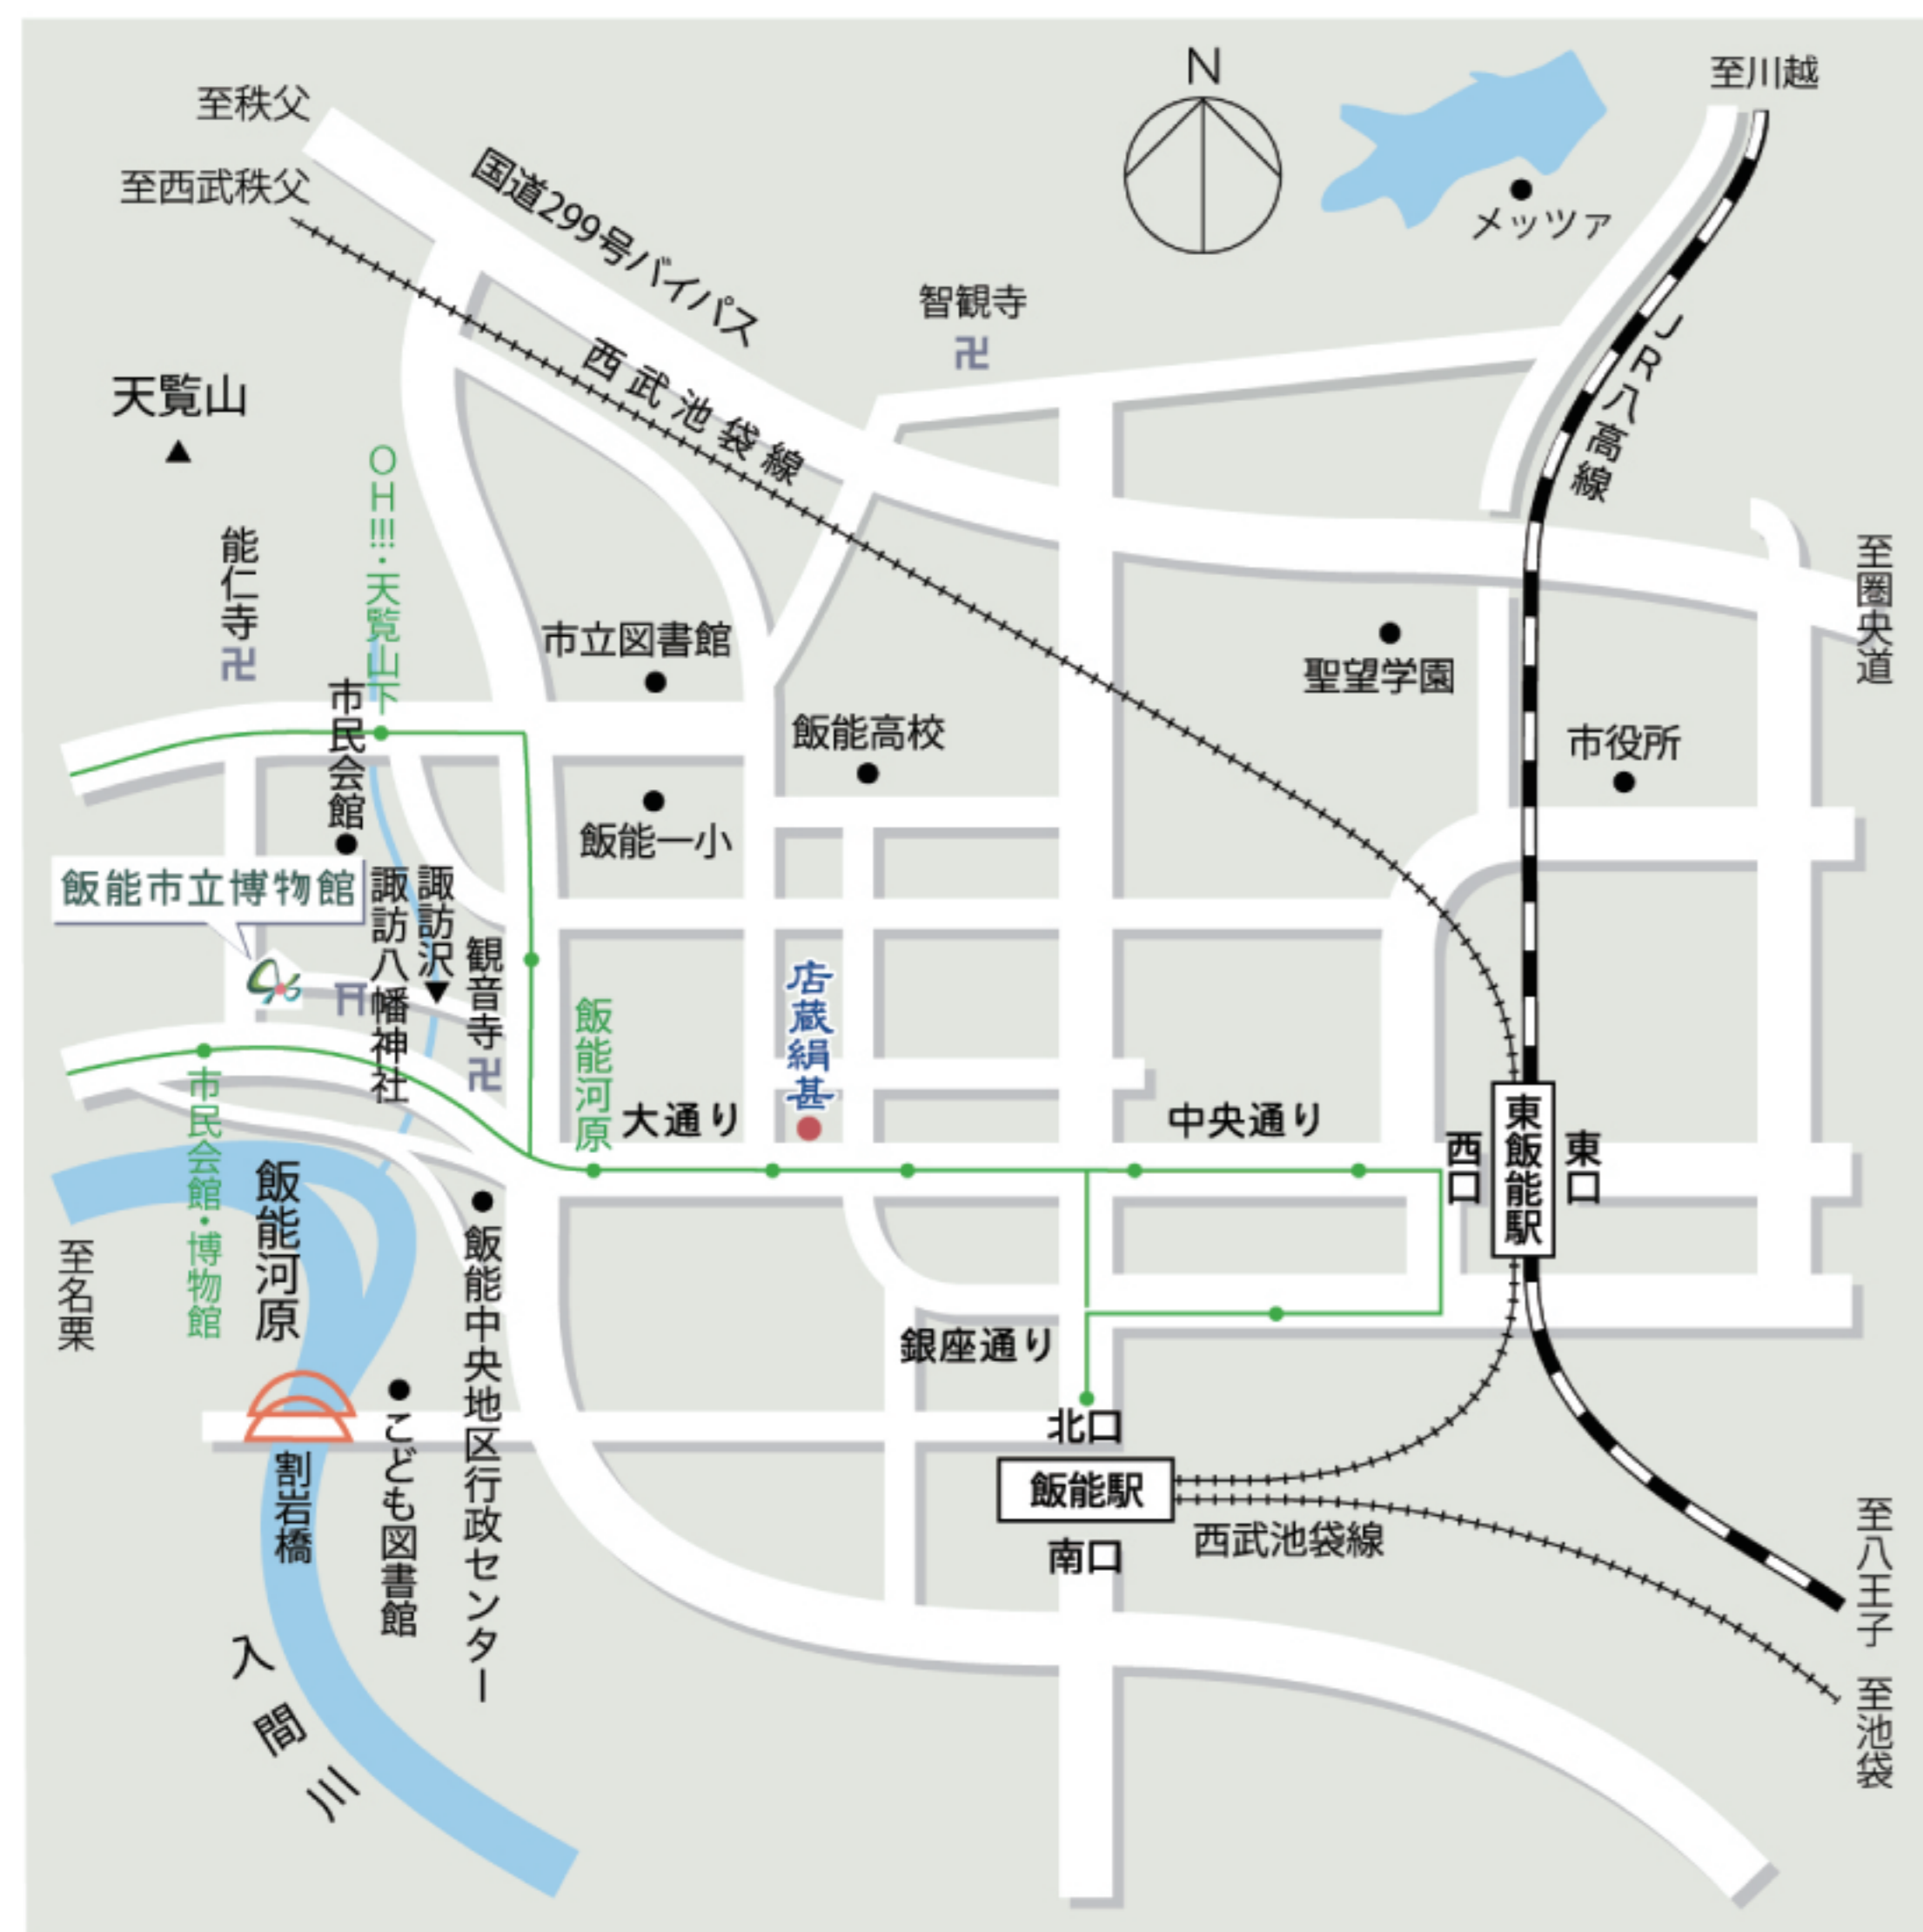 N
至川越
至秩父
国道299号バイパス
至西武秩父
メッツァ
智観寺
西武池袋線
JR八高線
天覧山
OH!!!・天覧山下
能仁寺
至圏央道
市立図書館
聖望学園
市民会館
飯能高校
市役所
飯能一小
飯能市立博物館
諏訪八幡神社
諏訪沢
観音寺
店蔵絹甚
飯能河原
大通り
中央通り
西口
東飯能駅
東口
市民会館・博物館
飯能河原
至名栗
飯能中央地区行政センター
銀座通り
こども図書館
北口
飯能駅
南口
西武池袋線
割岩橋
至八王子
入間川
至池袋